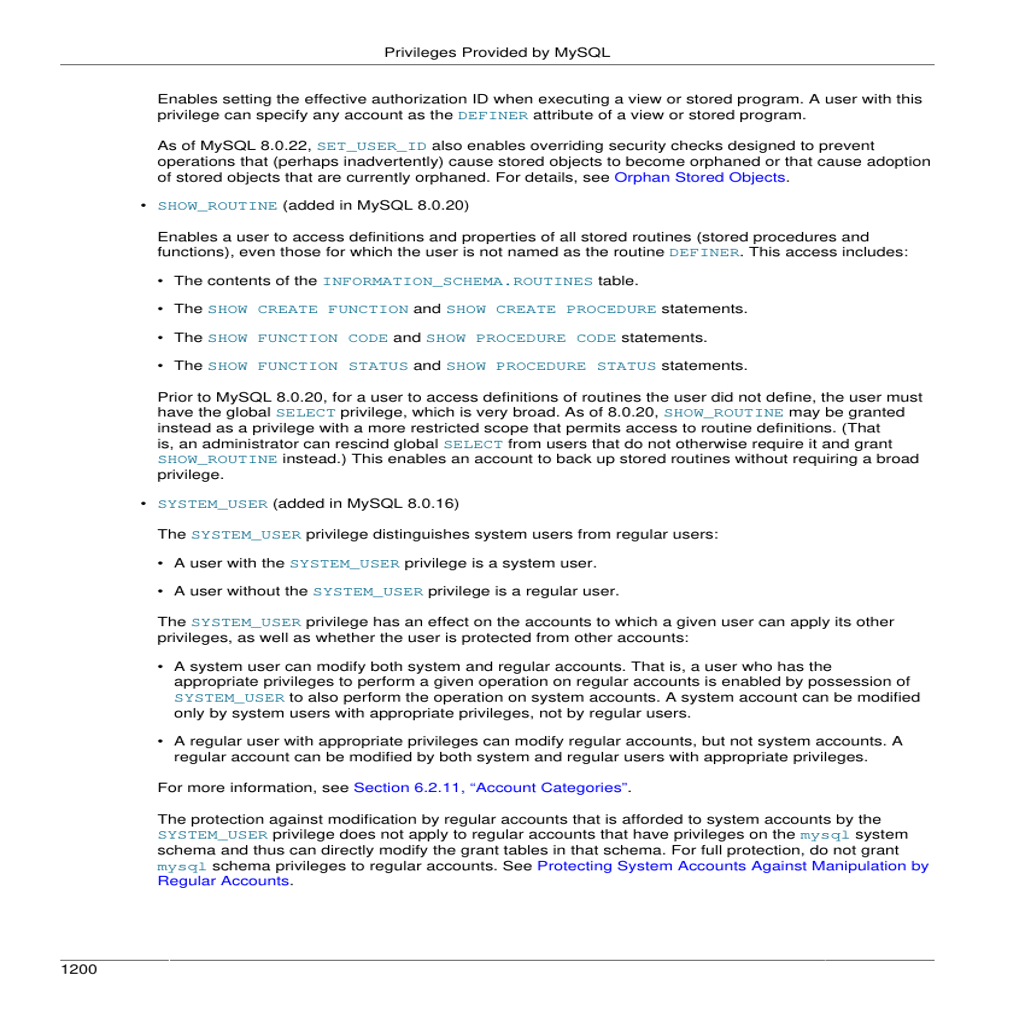 Privileges Provided by MySQL
Enables setting the effective authorization ID when executing a view or stored program. A user with this
privilege can specify any account as the DEFINER attribute of a view or stored program.
As of MySQL 8.0.22, SET_USER_ID also enables overriding security checks designed to prevent
operations that (perhaps inadvertently) cause stored objects to become orphaned or that cause adoption
of stored objects that are currently orphaned. For details, see Orphan Stored Objects.
• SHOW_ROUTINE (added in MySQL 8.0.20)
Enables a user to access definitions and properties of all stored routines (stored procedures and
functions), even those for which the user is not named as the routine DEFINER. This access includes:
• The contents of the INFORMATION_SCHEMA.ROUTINES table.
• The SHOW CREATE FUNCTION and SHOW CREATE PROCEDURE statements.
• The SHOW FUNCTION CODE and SHOW PROCEDURE CODE statements.
• The SHOW FUNCTION STATUS and SHOW PROCEDURE STATUS statements.
Prior to MySQL 8.0.20, for a user to access definitions of routines the user did not define, the user must
have the global SELECT privilege, which is very broad. As of 8.0.20, SHOW_ROUTINE may be granted
instead as a privilege with a more restricted scope that permits access to routine definitions. (That
is, an administrator can rescind global SELECT from users that do not otherwise require it and grant
SHOW_ROUTINE instead.) This enables an account to back up stored routines without requiring a broad
privilege.
• SYSTEM_USER (added in MySQL 8.0.16)
The SYSTEM_USER privilege distinguishes system users from regular users:
• A user with the SYSTEM_USER privilege is a system user.
• A user without the SYSTEM_USER privilege is a regular user.
The SYSTEM_USER privilege has an effect on the accounts to which a given user can apply its other
privileges, as well as whether the user is protected from other accounts:
• A system user can modify both system and regular accounts. That is, a user who has the
appropriate privileges to perform a given operation on regular accounts is enabled by possession of
SYSTEM_USER to also perform the operation on system accounts. A system account can be modified
only by system users with appropriate privileges, not by regular users.
• A regular user with appropriate privileges can modify regular accounts, but not system accounts. A
regular account can be modified by both system and regular users with appropriate privileges.
For more information, see Section 6.2.11, “Account Categories”.
The protection against modification by regular accounts that is afforded to system accounts by the
SYSTEM_USER privilege does not apply to regular accounts that have privileges on the mysql system
schema and thus can directly modify the grant tables in that schema. For full protection, do not grant
mysql schema privileges to regular accounts. See Protecting System Accounts Against Manipulation by
Regular Accounts.
1200